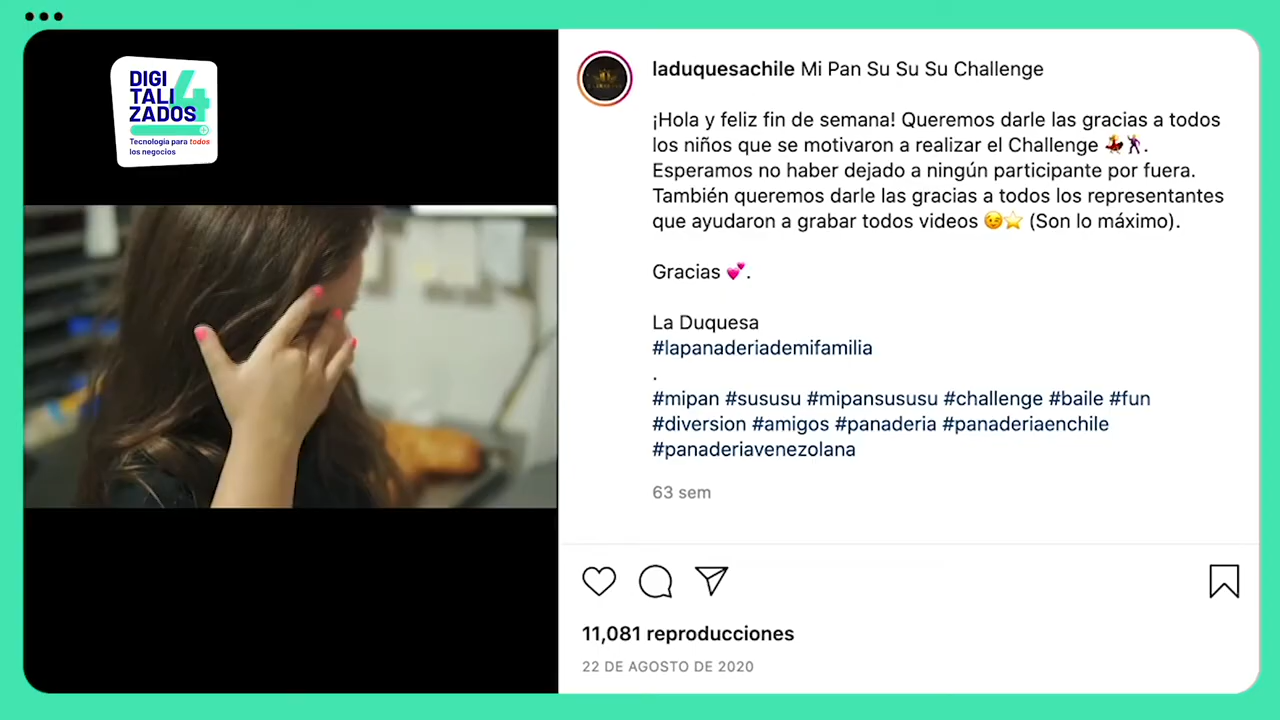 DIGI
TALI
ZADOS
4
Tecnología para todos
los negocios
laduquesachile Mi Pan Su Su Su Challenge
¡Hola y feliz fin de semana! Queremos darle las gracias a todos
los niños que se motivaron a realizar el Challenge 💃🕺.
Esperamos no haber dejado a ningún participante por fuera.
También queremos darle las gracias a todos los representantes
que ayudaron a grabar todos videos 😉⭐ (Son lo máximo).
Gracias 💕.
La Duquesa
#lapanaderiademifamilia
.
#mipan #sususu #mipansususu #challenge #baile #fun
#diversion #amigos #panaderia #panaderiaenchile
#panaderiavenezolana
63 sem
11,081 reproducciones
22 DE AGOSTO DE 2020